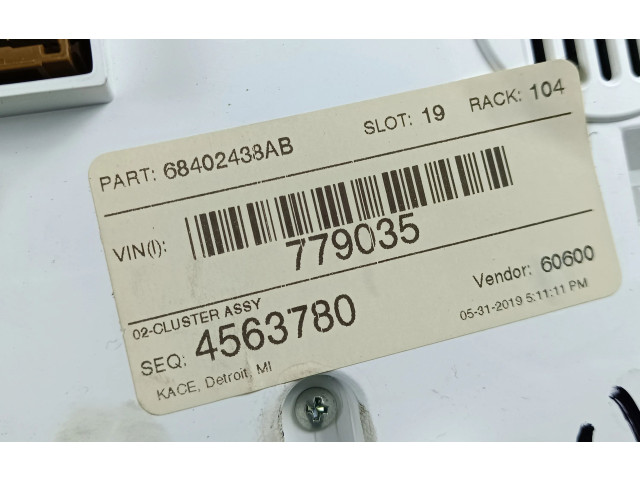 PART: 68402438AB SLOT: 19 RACK: 104
VIN(I):
779035
02-CLUSTER ASSY Vendor: 60600
SEQ: 4563780 05-31-2019 5:11:11 PM
KACE, Detroit, MI